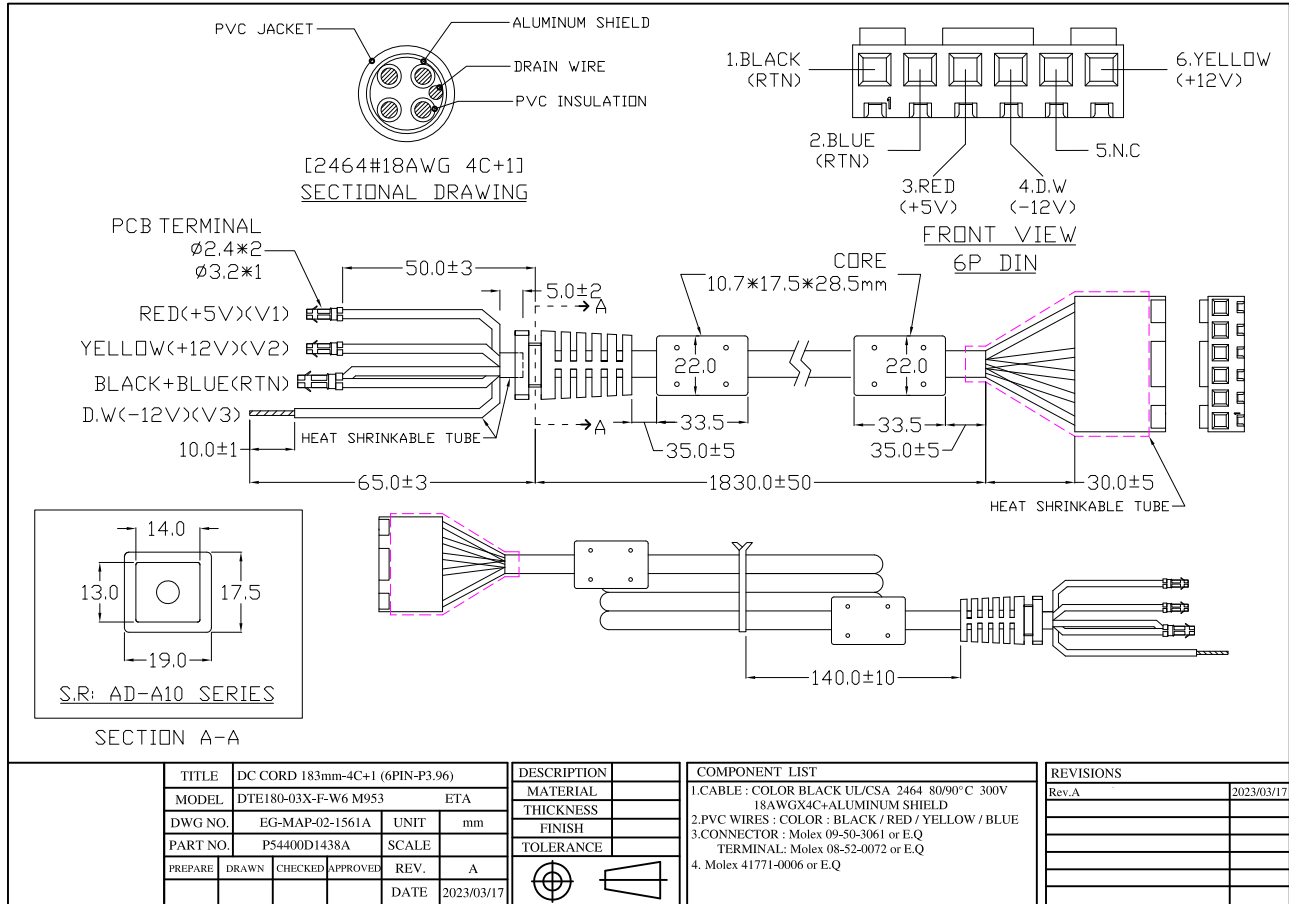 PVC JACKET
ALUMINUM SHIELD
DRAIN WIRE
PVC INSULATION
[2464#18AWG 4C+1]
SECTIONAL DRAWING
1.BLACK
(RTN)
6.YELLOW
(+12V)
1
2.BLUE
(RTN)
5.N.C
3.RED
(+5V)
4.D.W
(-12V)
FRONT VIEW
6P DIN
PCB TERMINAL
Ø2.4*2
Ø3.2*1
50.0±3
5.0±2
A
CORE
10.7*17.5*28.5mm
RED(+5V)(V1)
YELLOW(+12V)(V2)
BLACK+BLUE(RTN)
D.W(-12V)(V3)
22.0
22.0
HEAT SHRINKABLE TUBE
A
10.0±1
33.5
33.5
35.0±5
35.0±5
65.0±3
1830.0±50
30.0±5
1
HEAT SHRINKABLE TUBE
14.0
13.0
17.5
19.0
S.R: AD-A10 SERIES
SECTION A-A
140.0±10
TITLE DC CORD 183mm-4C+1 (6PIN-P3.96)
MODEL DTE180-03X-F-W6 M953 ETA
DWG NO. EG-MAP-02-1561A UNIT mm
PART NO. P54400D1438A SCALE
PREPARE DRAWN CHECKED APPROVED REV. A
DATE 2023/03/17
DESCRIPTION
MATERIAL
THICKNESS
FINISH
TOLERANCE
COMPONENT LIST
1.CABLE : COLOR BLACK UL/CSA 2464 80/90°C 300V
18AWGX4C+ALUMINUM SHIELD
2.PVC WIRES : COLOR : BLACK / RED / YELLOW / BLUE
3.CONNECTOR : Molex 09-50-3061 or E.Q
TERMINAL: Molex 08-52-0072 or E.Q
4. Molex 41771-0006 or E.Q
REVISIONS
Rev.A 2023/03/17